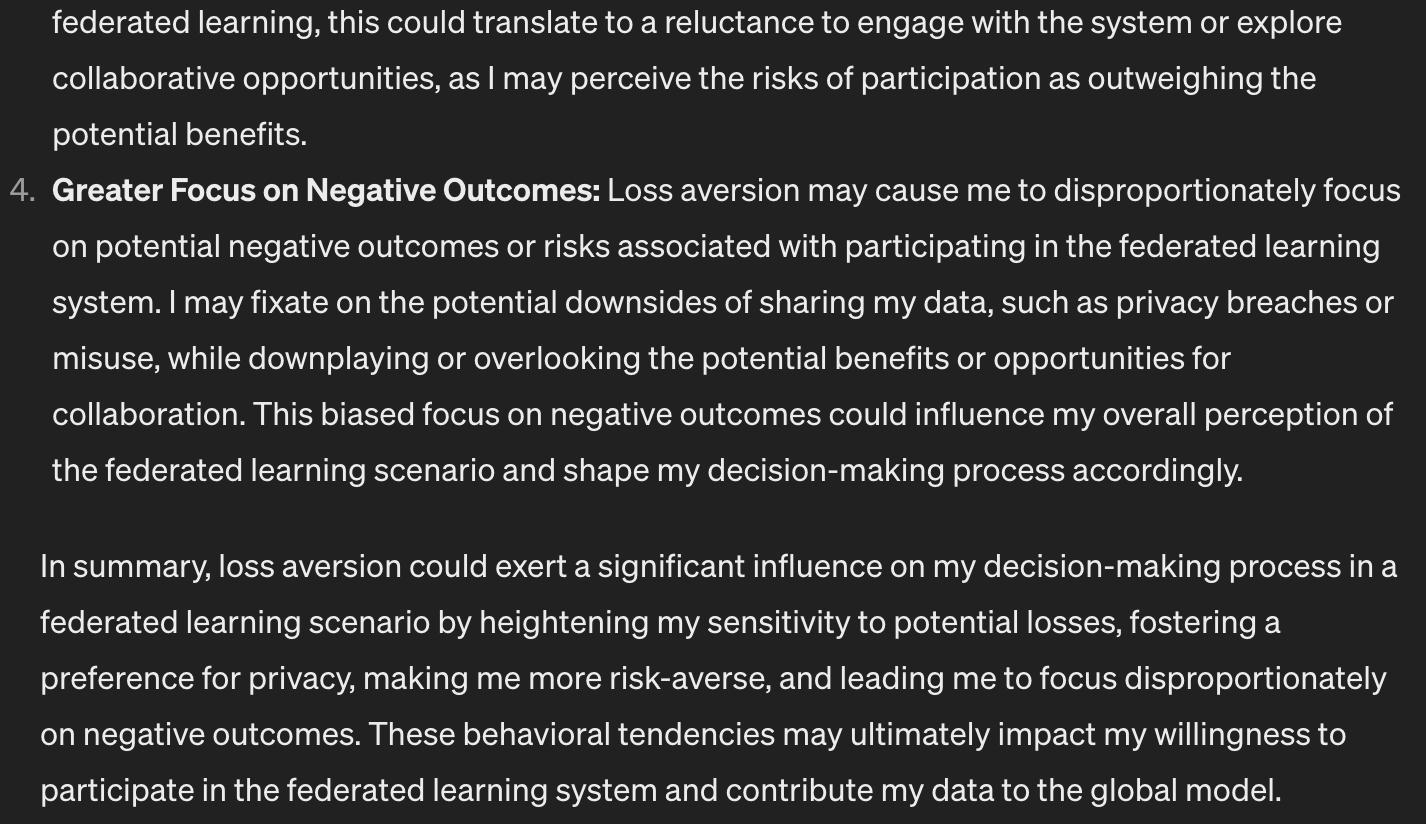 federated learning, this could translate to a reluctance to engage with the system or explore
collaborative opportunities, as I may perceive the risks of participation as outweighing the
potential benefits.
4. Greater Focus on Negative Outcomes: Loss aversion may cause me to disproportionately focus
on potential negative outcomes or risks associated with participating in the federated learning
system. I may fixate on the potential downsides of sharing my data, such as privacy breaches or
misuse, while downplaying or overlooking the potential benefits or opportunities for
collaboration. This biased focus on negative outcomes could influence my overall perception of
the federated learning scenario and shape my decision-making process accordingly.
In summary, loss aversion could exert a significant influence on my decision-making process in a
federated learning scenario by heightening my sensitivity to potential losses, fostering a
preference for privacy, making me more risk-averse, and leading me to focus disproportionately
on negative outcomes. These behavioral tendencies may ultimately impact my willingness to
participate in the federated learning system and contribute my data to the global model.